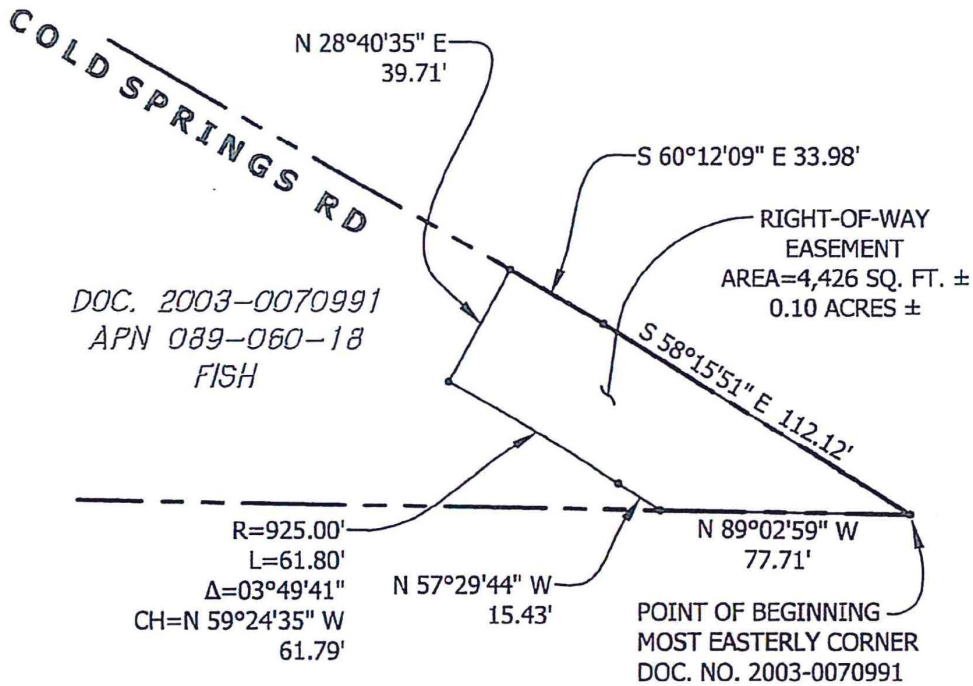 COLD SPRINGS RD
N 28°40'35" E
39.71'
S 60°12'09" E 33.98'
RIGHT-OF-WAY
EASEMENT
AREA=4,426 SQ. FT. ±
0.10 ACRES ±
DOC. 2003-0070991
APN 089-060-18
FISH
S 58°15'51" E 112.12'
R=925.00'
L=61.80'
Δ=03°49'41"
CH=N 59°24'35" W
61.79'
N 57°29'44" W
15.43'
N 89°02'59" W
77.71'
POINT OF BEGINNING
MOST EASTERLY CORNER
DOC. NO. 2003-0070991